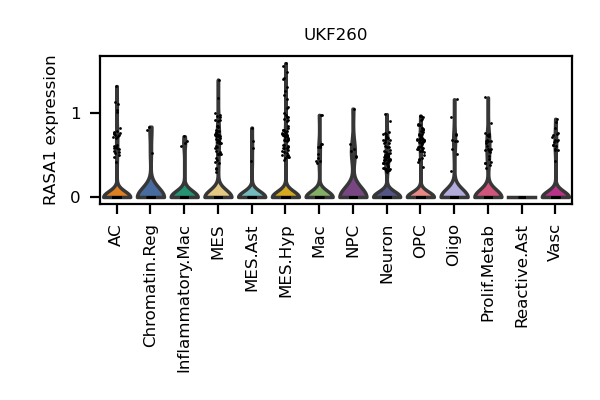 UKF260
RASA1 expression
1
0
AC
Chromatin.Reg
Inflammatory.Mac
MES
MES.Ast
MES.Hyp
Mac
NPC
Neuron
OPC
Oligo
Prolif.Metab
Reactive.Ast
Vasc